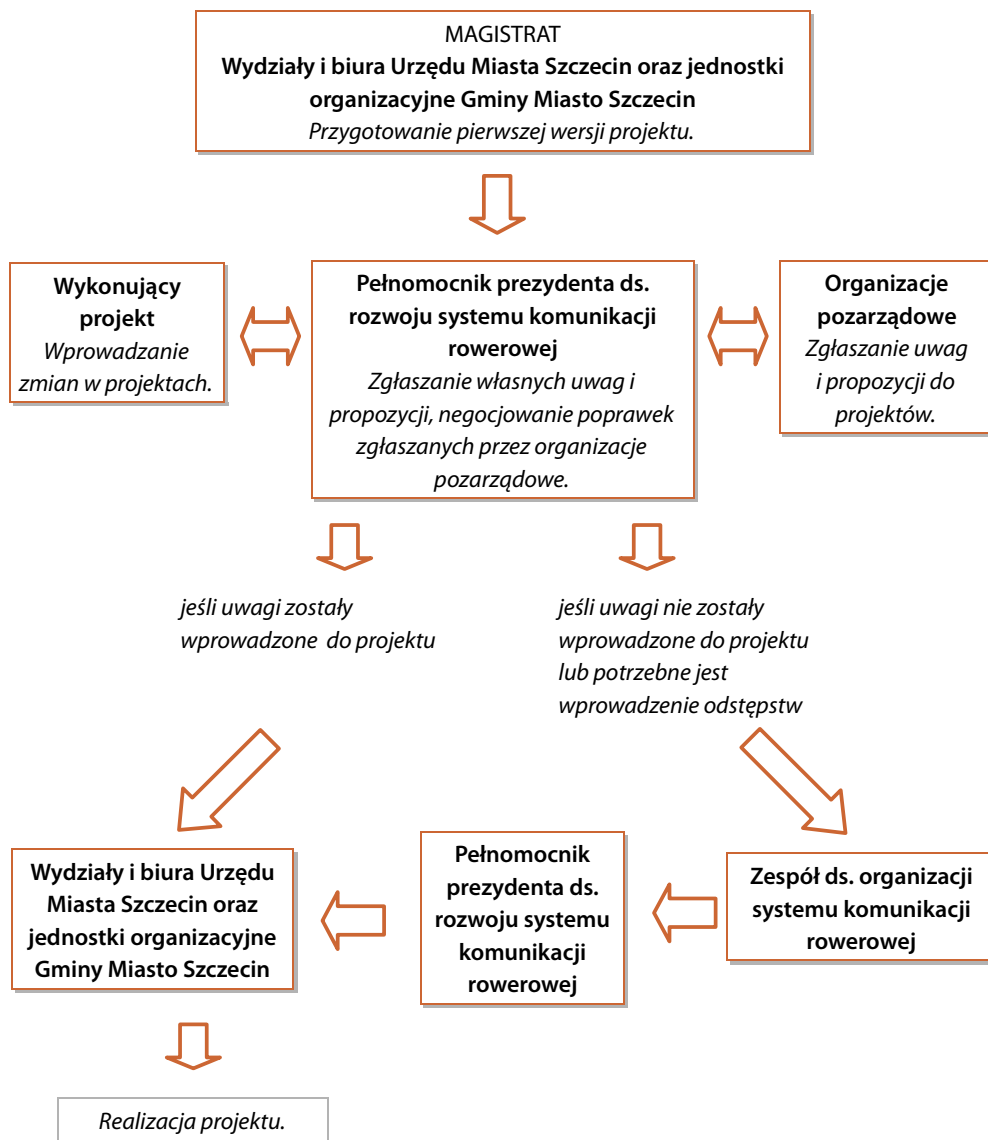 MAGISTRAT
Wydziały i biura Urzędu Miasta Szczecin oraz jednostki
organizacyjne Gminy Miasto Szczecin
Przygotowanie pierwszej wersji projektu.
Wykonujący
projekt
Wprowadzanie
zmian w projektach.
Pełnomocnik prezydenta ds.
rozwoju systemu komunikacji
rowerowej
Zgłaszanie własnych uwag i
propozycji, negocjowanie poprawek
zgłaszanych przez organizacje
pozarządowe.
Organizacje
pozarządowe
Zgłaszanie uwag
i propozycji do
projektów.
jeśli uwagi zostały
wprowadzone do projektu
jeśli uwagi nie zostały
wprowadzone do projektu
lub potrzebne jest
wprowadzenie odstępstw
Wydziały i biura Urzędu
Miasta Szczecin oraz
jednostki organizacyjne
Gminy Miasto Szczecin
Pełnomocnik
prezydenta ds.
rozwoju systemu
komunikacji
rowerowej
Zespół ds. organizacji
systemu komunikacji
rowerowej
Realizacja projektu.